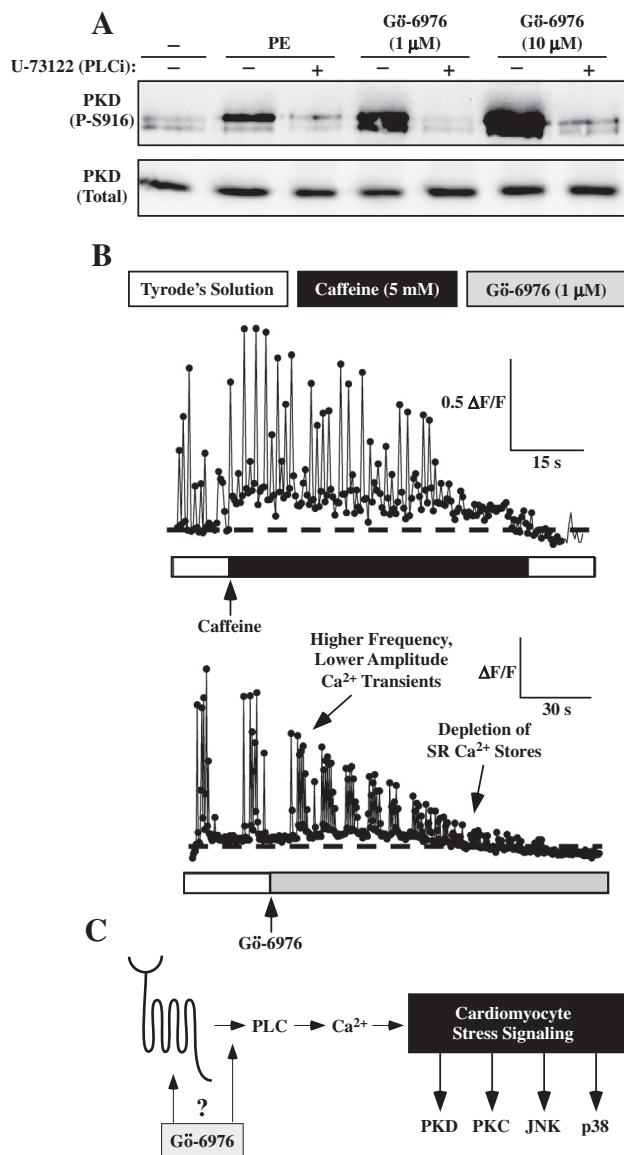 A
– PE Gö-6976 (1 μM) Gö-6976 (10 μM)
U-73122 (PLCi): – – + – + – +
PKD (P-S916)
PKD (Total)
B
Tyrode's Solution Caffeine (5 mM) Gö-6976 (1 μM)
0.5 ΔF/F
15 s
Caffeine
Higher Frequency,
Lower Amplitude
Ca²⁺ Transients
ΔF/F
30 s
Depletion of
SR Ca²⁺ Stores
Gö-6976
C
PLC Ca²⁺ Cardiomyocyte
Stress Signaling
?
Gö-6976
PKD PKC JNK p38